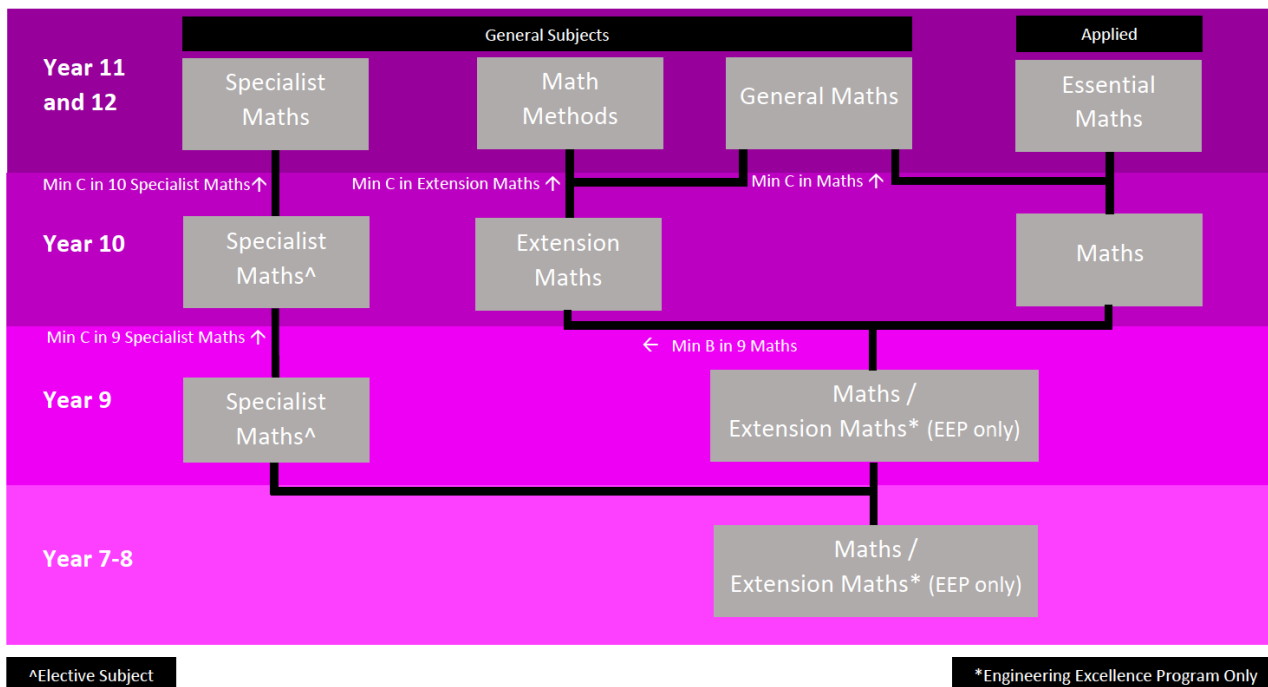 General Subjects
Applied
Year 11
and 12
Specialist
Maths
Math
Methods
General Maths
Essential
Maths
Min C in 10 Specialist Maths↑
Min C in Extension Maths ↑
Min C in Maths ↑
Year 10
Specialist
Maths^
Extension
Maths
Maths
Min C in 9 Specialist Maths ↑
← Min B in 9 Maths
Year 9
Specialist
Maths^
Maths /
Extension Maths* (EEP only)
Year 7-8
Maths /
Extension Maths* (EEP only)
^Elective Subject
*Engineering Excellence Program Only